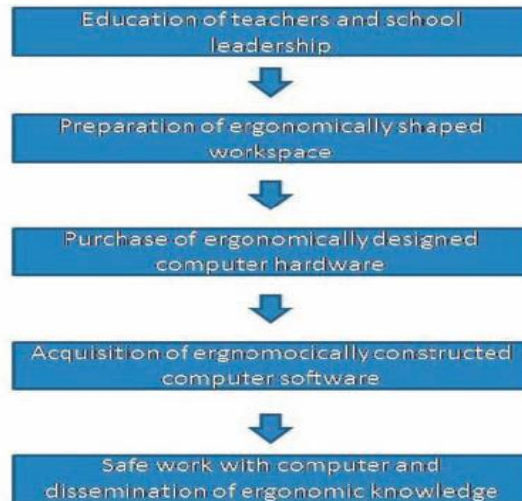 Education of teachers and school
leadership
Preparation of ergonomically shaped
workspace
Purchase of ergonomically designed
computer hardware
Acquisition of ergnomocically constructed
computer software
Safe work with computer and
dissemination of ergonomic knowledge